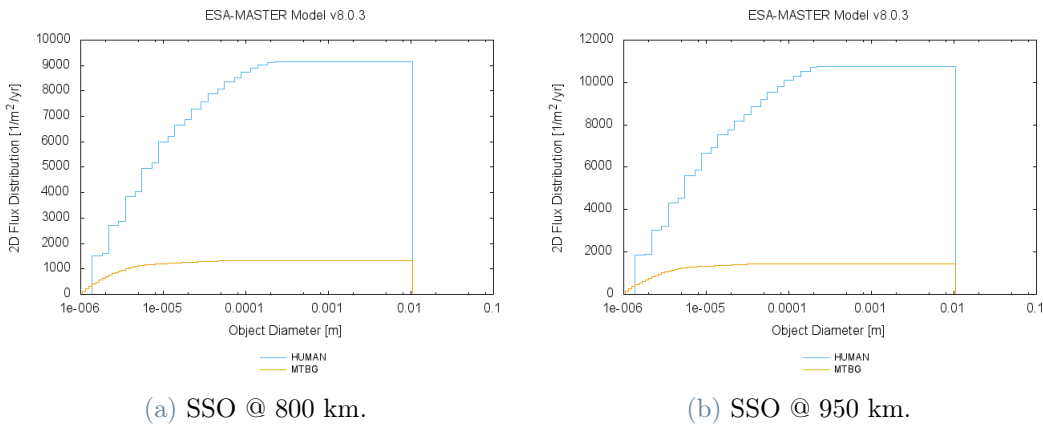 ESA-MASTER Model v8.0.3
10000
9000
8000
7000
6000
5000
4000
3000
2000
1000
0
2D Flux Distribution [1/m^2/yr]
1e-006 1e-005 0.0001 0.001 0.01 0.1
Object Diameter [m]
HUMAN
MTBG
(a) SSO @ 800 km.
ESA-MASTER Model v8.0.3
12000
10000
8000
6000
4000
2000
0
2D Flux Distribution [1/m^2/yr]
1e-006 1e-005 0.0001 0.001 0.01 0.1
Object Diameter [m]
HUMAN
MTBG
(b) SSO @ 950 km.